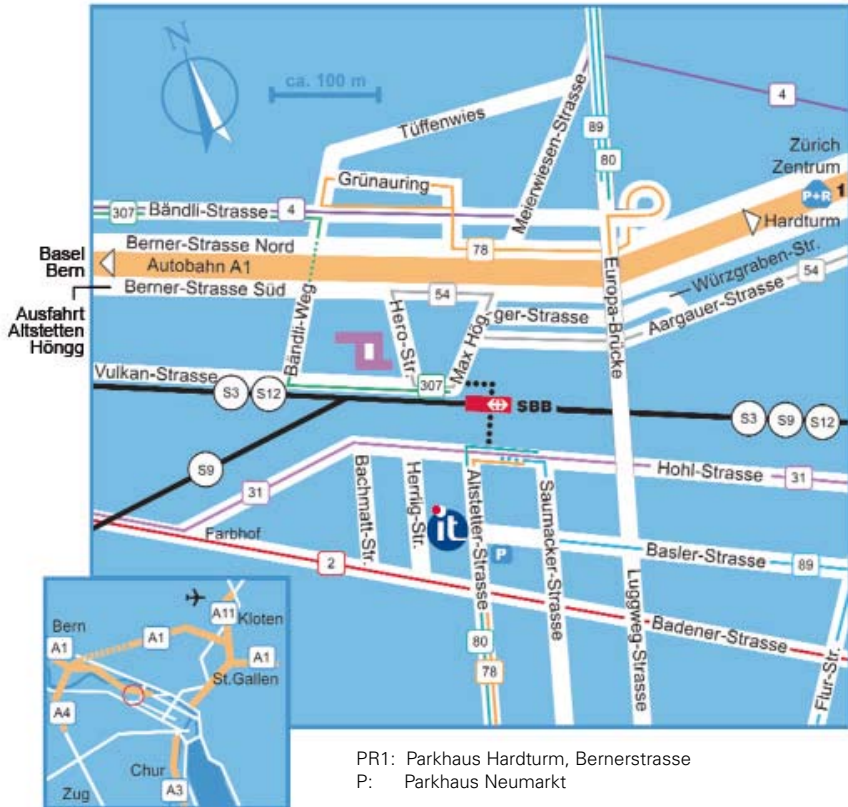 N
ca. 100 m
4
Tüffenwies
Meierwiesen-Strasse
89
80
Zürich
Zentrum
P+R 1
Hardturm
Grünauring
307
Bändli-Strasse
4
78
Berner-Strasse Nord
Basel
Bern
Autobahn A1
Berner-Strasse Süd
Ausfahrt
Altstetten
Höngg
54
Würzgraben-Str.
54
ger-Strasse
Aargauer-Strasse
Europa-Brücke
Bändli-Weg
Hero-Str.
Max Hög
Vulkan-Strasse
307
S3
S12
SBB
S3
S9
S12
S9
31
Hohl-Strasse
31
Bachmatt-Str.
Herrlig-Str.
Altstetter-Strasse
Saumacker-Strasse
Farbhof
it
P
Basler-Strasse
89
2
Luggweg-Strasse
Badener-Strasse
80
78
Flur-Str.
A11
Kloten
Bern
A1
A1
A1
St.Gallen
A4
Chur
Zug
A3
PR1: Parkhaus Hardturm, Bernerstrasse
P: Parkhaus Neumarkt